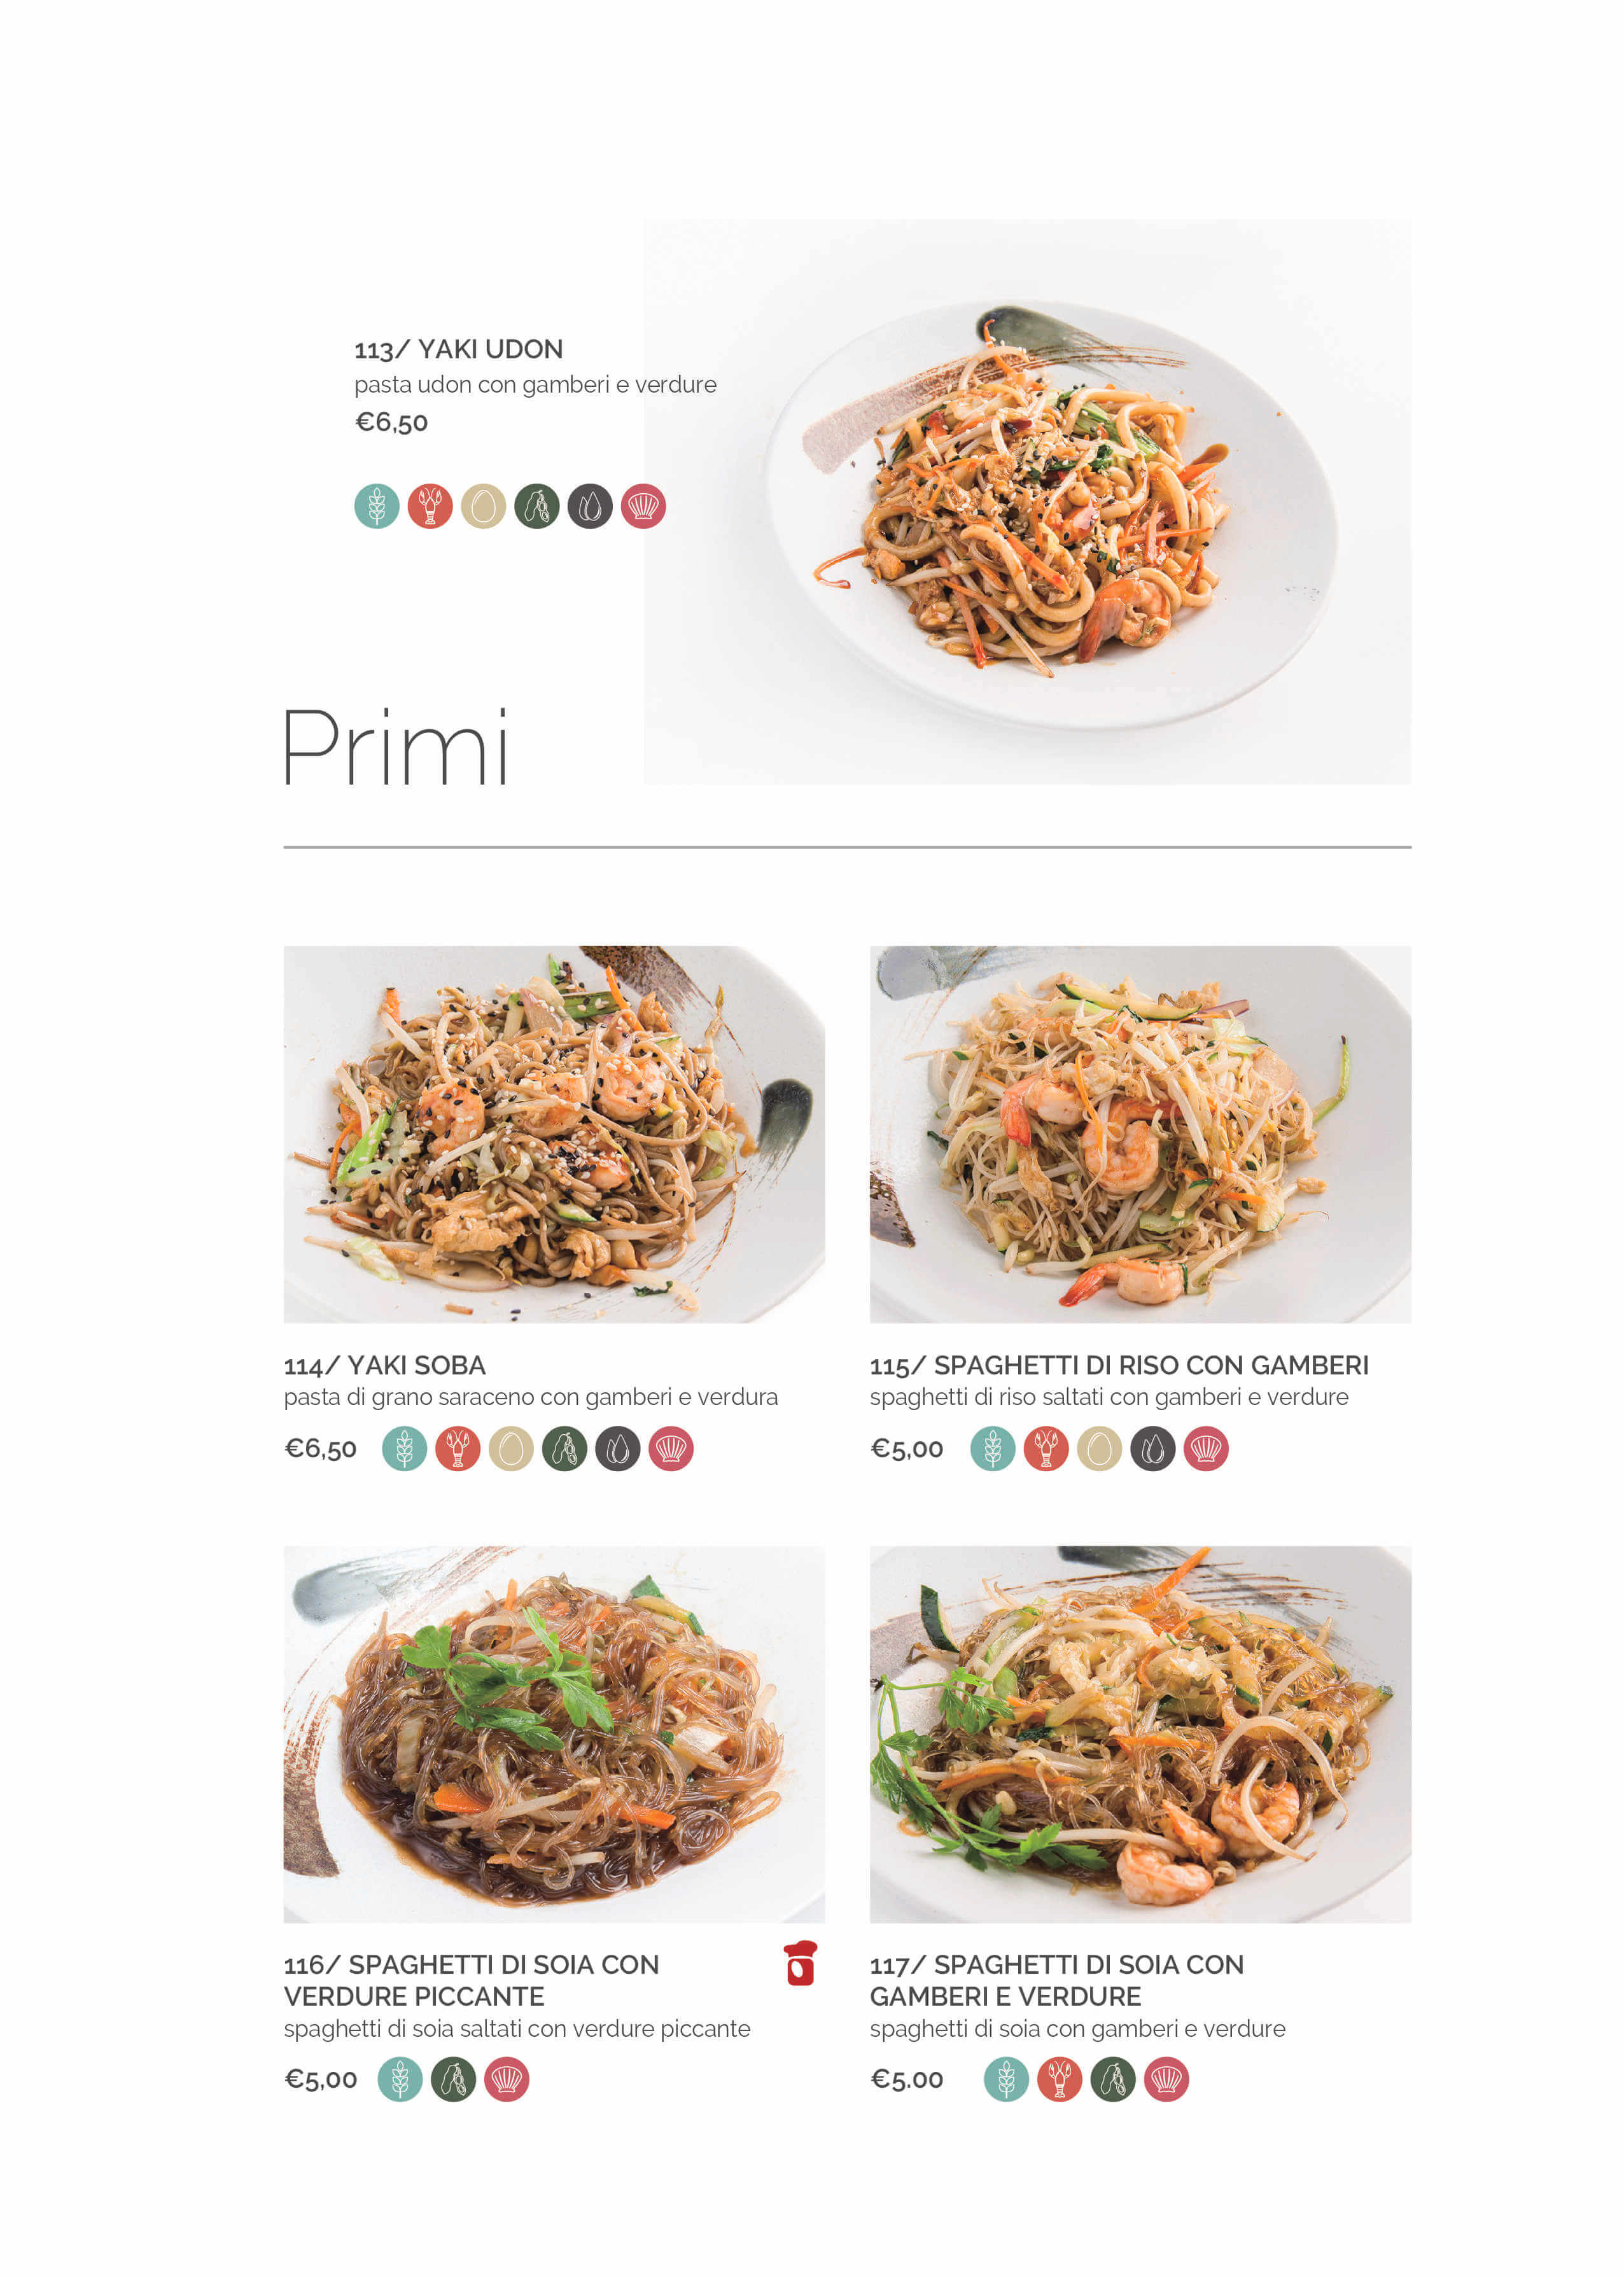 113/ YAKI UDON
pasta udon con gamberi e verdure
€6,50
Primi
114/ YAKI SOBA
pasta di grano saraceno con gamberi e verdura
€6,50
115/ SPAGHETTI DI RISO CON GAMBERI
spaghetti di riso saltati con gamberi e verdure
€5,00
116/ SPAGHETTI DI SOIA CON
VERDURE PICCANTE
spaghetti di soia saltati con verdure piccante
€5,00
117/ SPAGHETTI DI SOIA CON
GAMBERI E VERDURE
spaghetti di soia con gamberi e verdure
€5.00